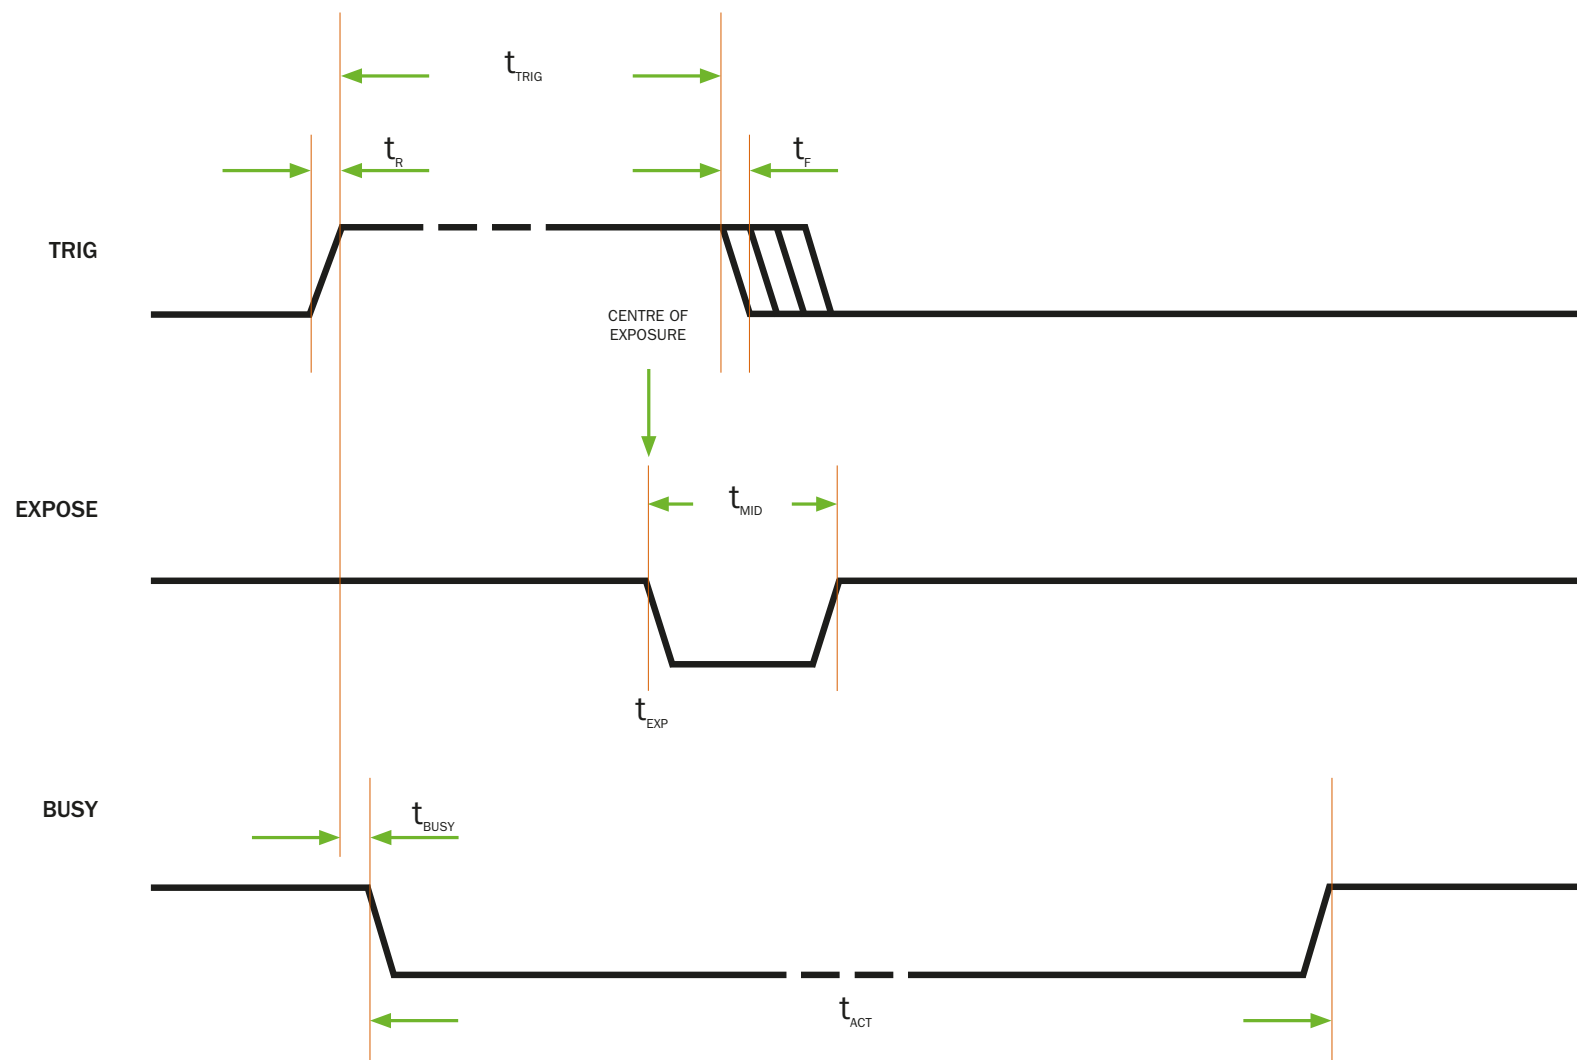 tTRIG
tR
tF
TRIG
CENTRE OF
EXPOSURE
tMID
EXPOSE
tEXP
BUSY
tBUSY
tACT